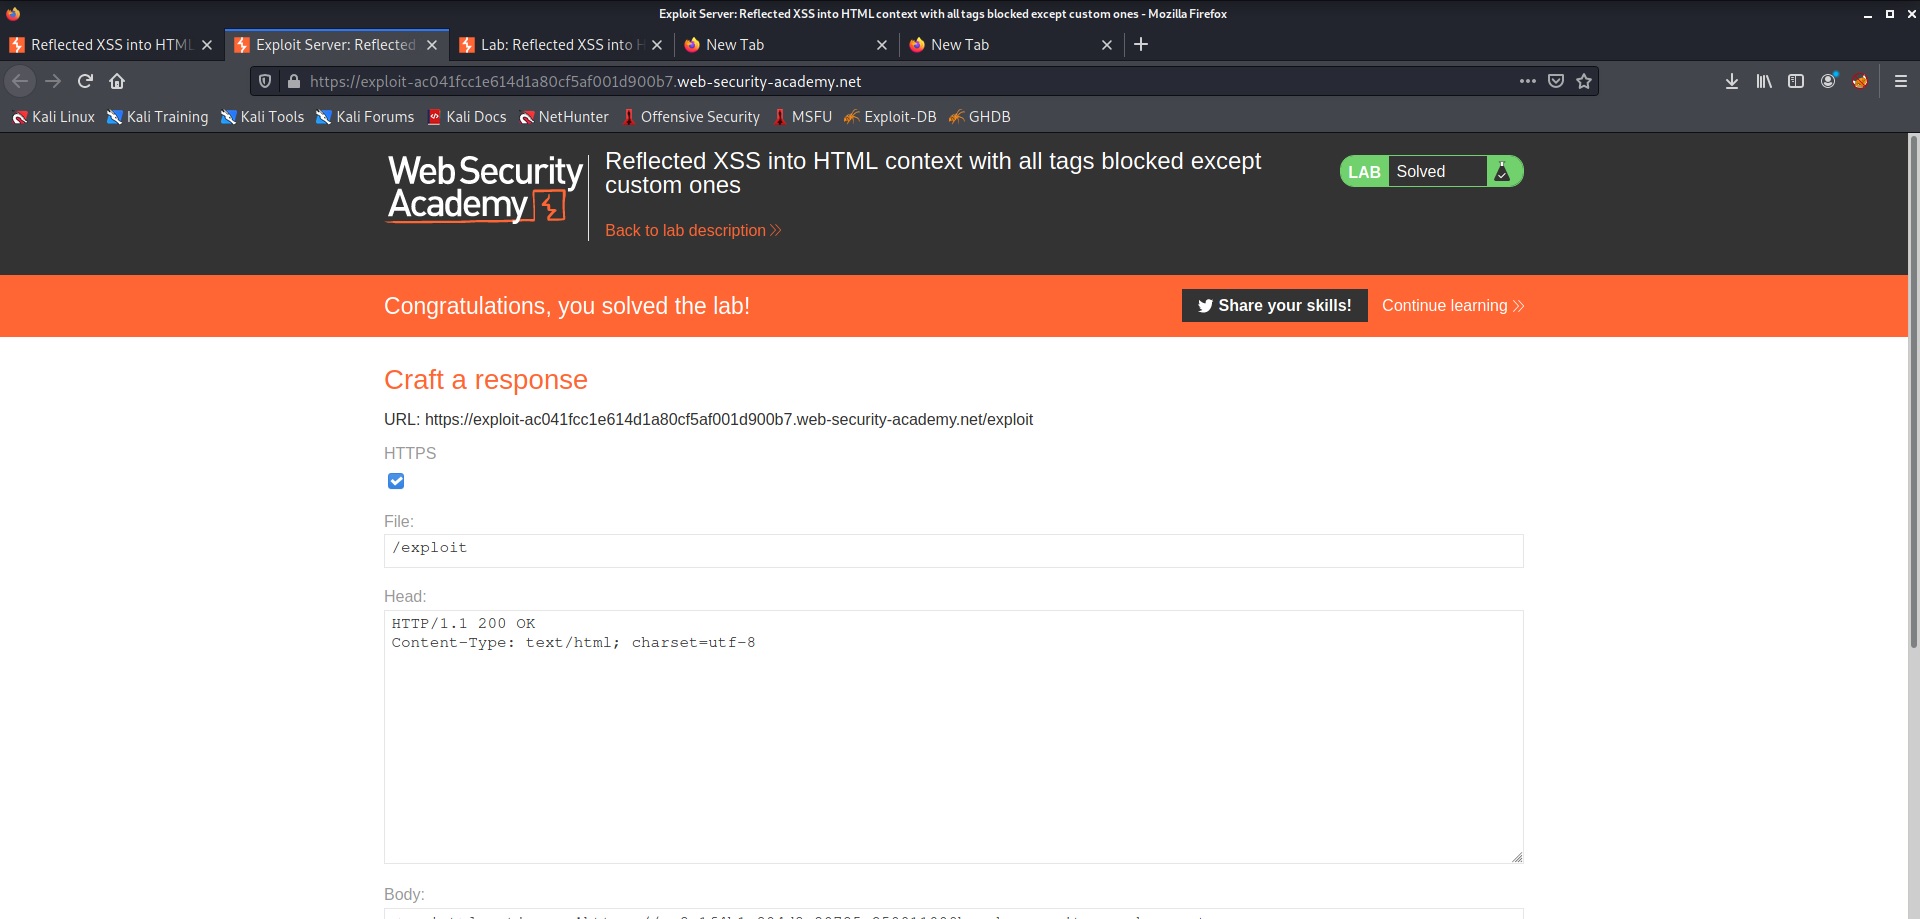 Exploit Server: Reflected XSS into HTML context with all tags blocked except custom ones - Mozilla Firefox
Reflected XSS into HTML
Exploit Server: Reflected
Lab: Reflected XSS into H
New Tab
New Tab
https://exploit-ac041fcc1e614d1a80cf5af001d900b7.web-security-academy.net
Kali Linux Kali Training Kali Tools Kali Forums Kali Docs NetHunter Offensive Security MSFU Exploit-DB GHDB
Web Security Academy
Reflected XSS into HTML context with all tags blocked except
custom ones
Back to lab description
LAB Solved
Congratulations, you solved the lab!
Share your skills!
Continue learning
Craft a response
URL: https://exploit-ac041fcc1e614d1a80cf5af001d900b7.web-security-academy.net/exploit
HTTPS
File:
/exploit
Head:
HTTP/1.1 200 OK
Content-Type: text/html; charset=utf-8
Body: